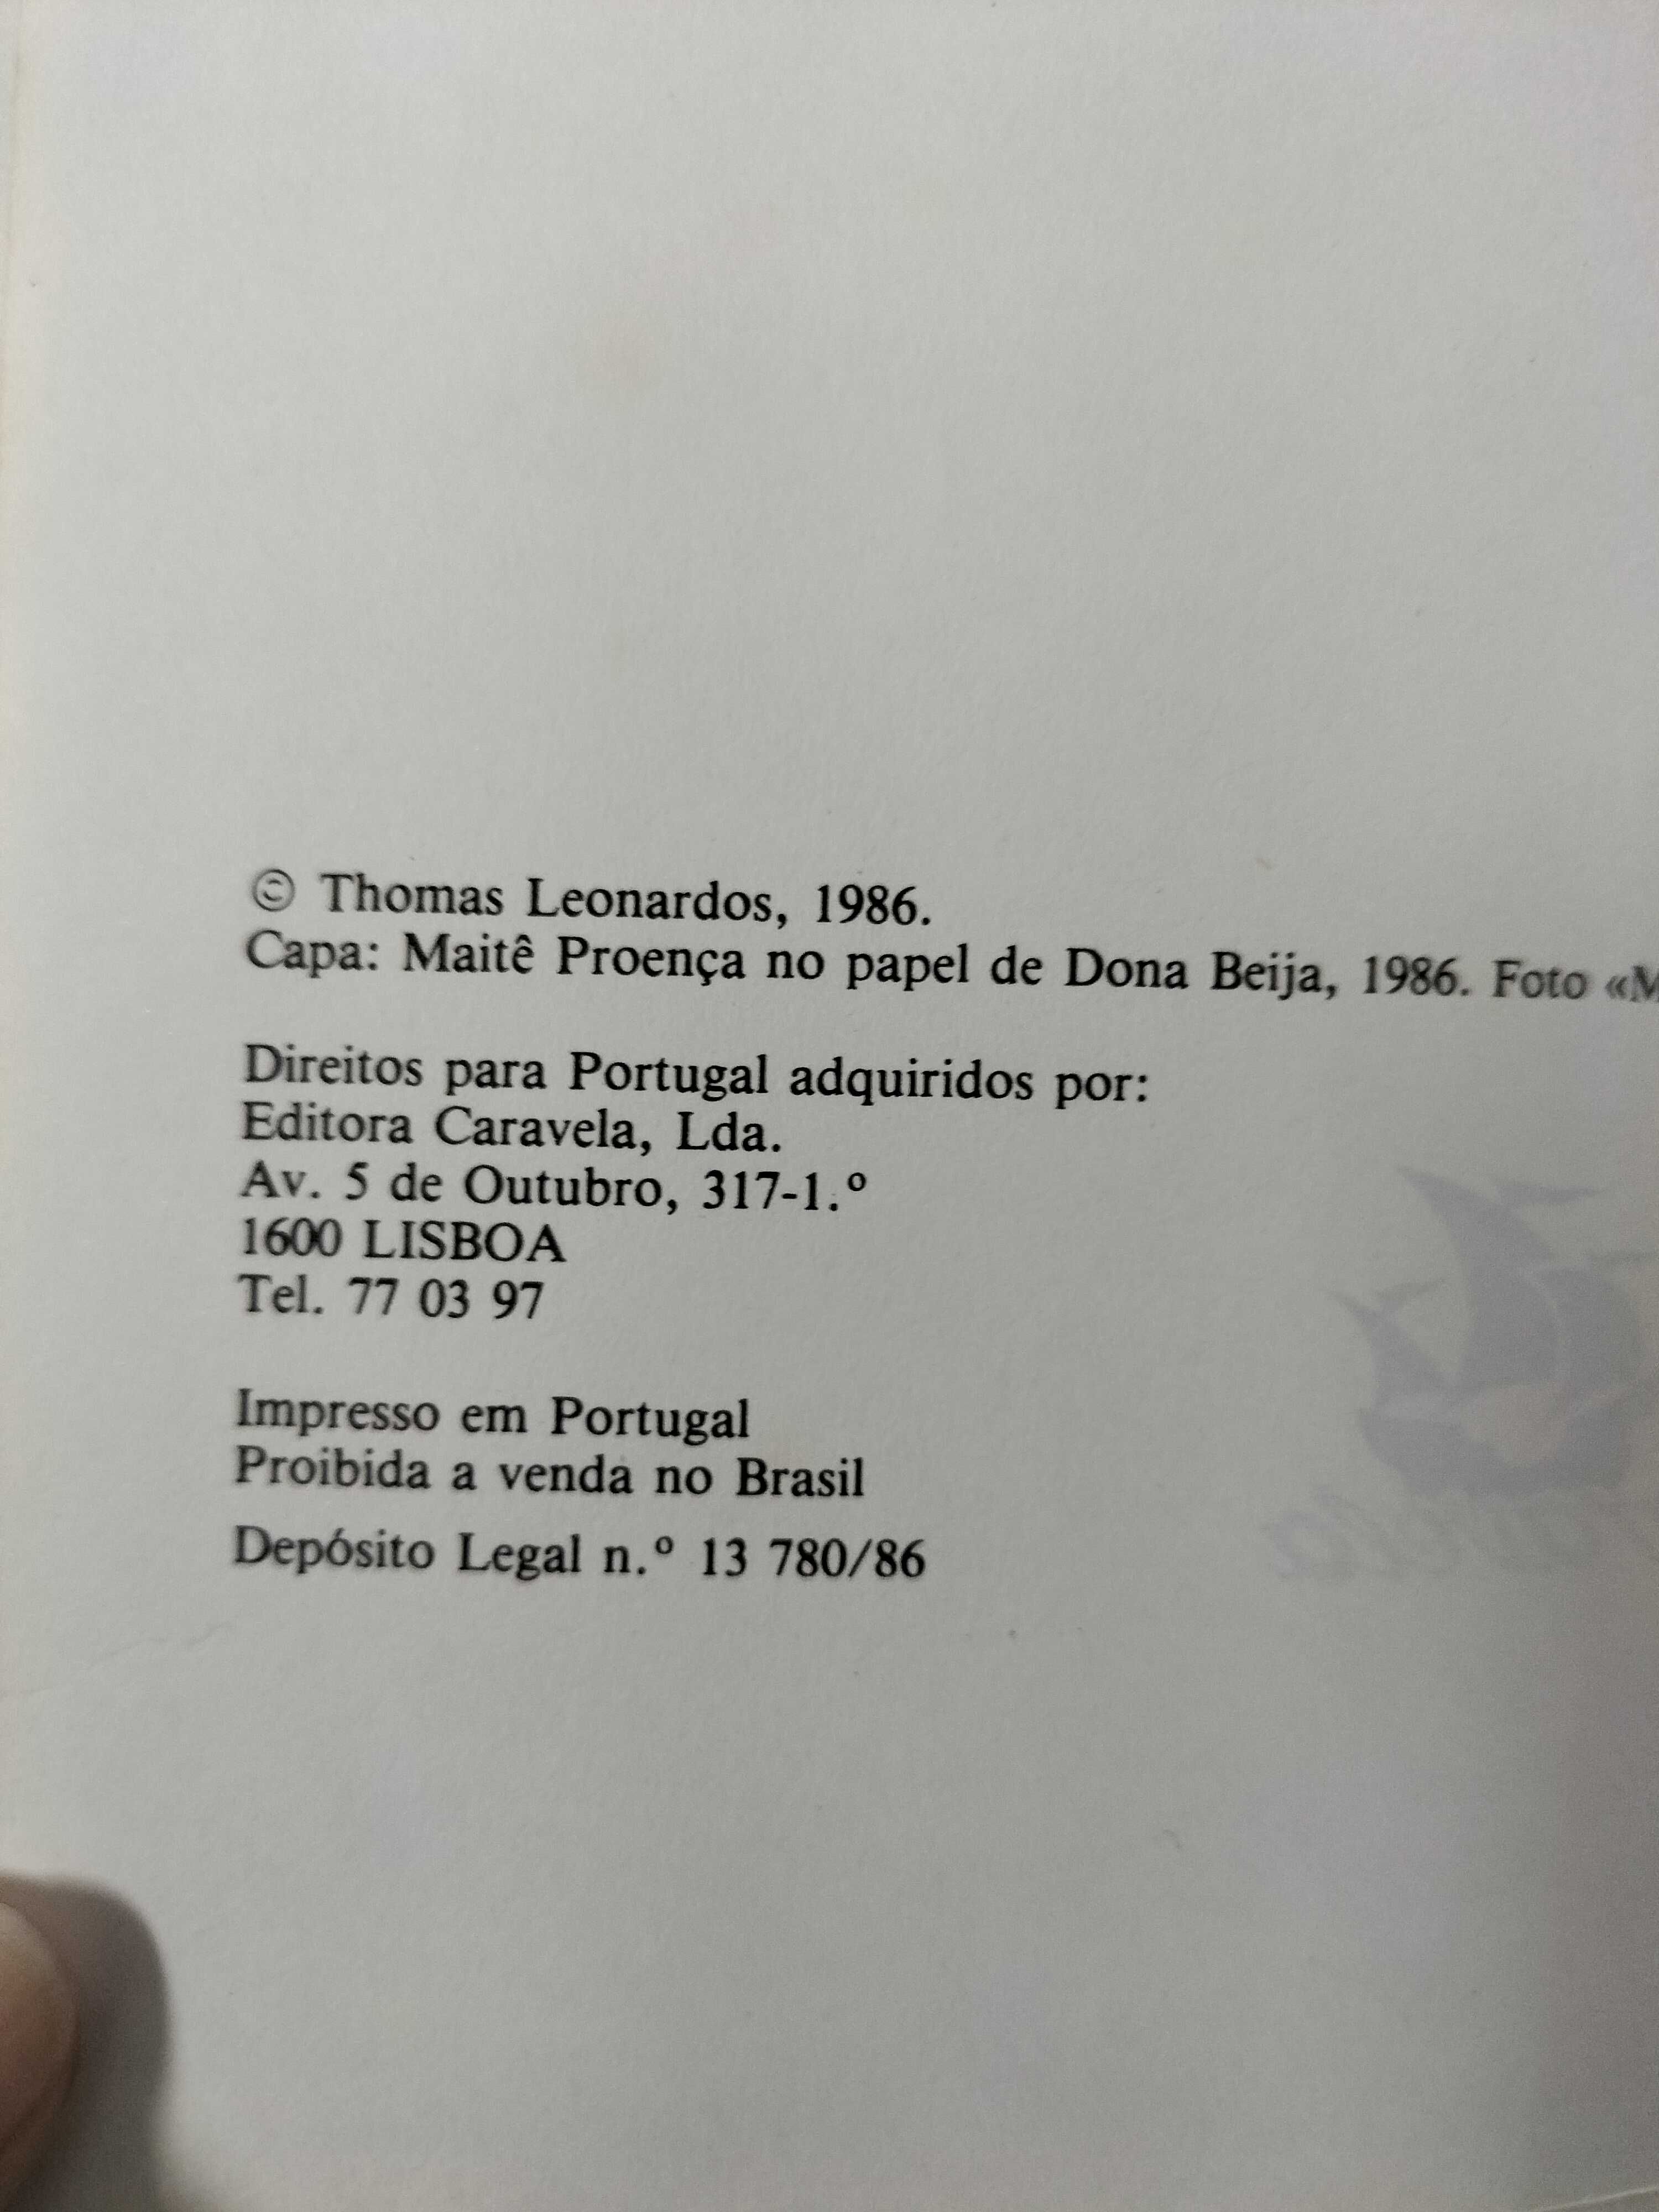 © Thomas Leonardos, 1986.
Capa: Maitê Proença no papel de Dona Beija, 1986. Foto
Direitos para Portugal adquiridos por:
Editora Caravela, Lda.
Av. 5 de Outubro, 317-1.º
1600 LISBOA
Tel. 77 03 97
Impresso em Portugal
Proibida a venda no Brasil
Depósito Legal n.º 13 780/86